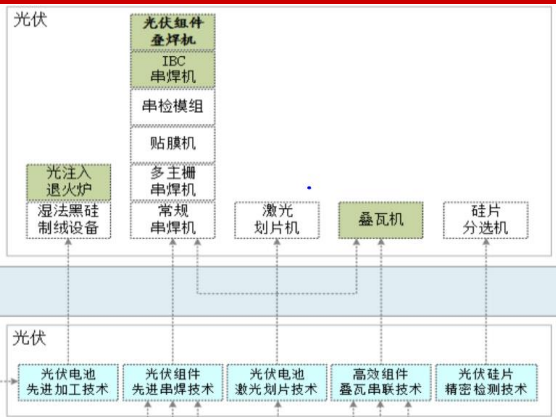 光伏
光伏组件
叠焊机
IBC
串焊机
串检模组
贴膜机
光注入
退火炉
多主栅
串焊机
湿法黑硅
制绒设备
常规
串焊机
激光
划片机
叠瓦机
硅片
分选机
光伏
光伏电池
先进加工技术
光伏组件
先进串焊技术
光伏电池
激光划片技术
高效组件
叠瓦串联技术
光伏硅片
精密检测技术